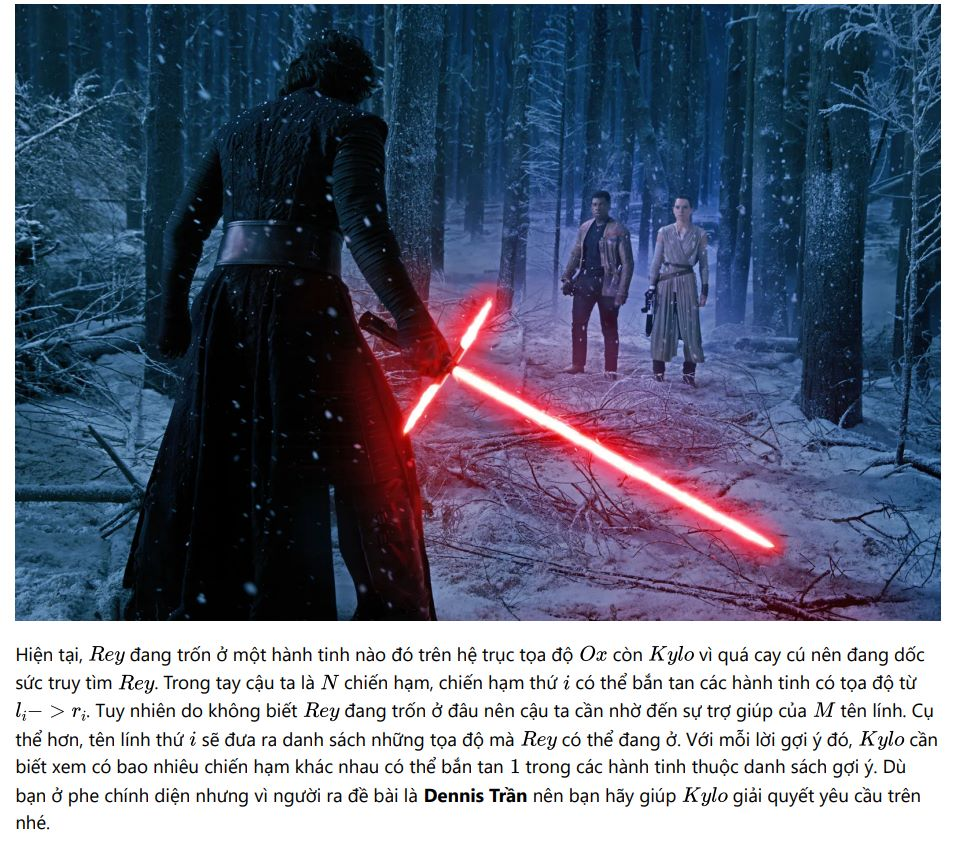 Hiện tại, Rey đang trốn ở một hành tinh nào đó trên hệ trục tọa độ Ox còn Kylo vì quá cay cú nên đang dốc
sức truy tìm Rey. Trong tay cậu ta là N chiến hạm, chiến hạm thứ i có thể bắn tan các hành tinh có tọa độ từ
l_i− > r_i. Tuy nhiên do không biết Rey đang trốn ở đâu nên cậu ta cần nhờ đến sự trợ giúp của M tên lính. Cụ
thể hơn, tên lính thứ i sẽ đưa ra danh sách những tọa độ mà Rey có thể đang ở. Với mỗi lời gợi ý đó, Kylo cần
biết xem có bao nhiêu chiến hạm khác nhau có thể bắn tan 1 trong các hành tinh thuộc danh sách gợi ý. Dù
bạn ở phe chính diện nhưng vì người ra đề bài là Dennis Trần nên bạn hãy giúp Kylo giải quyết yêu cầu trên
nhé.